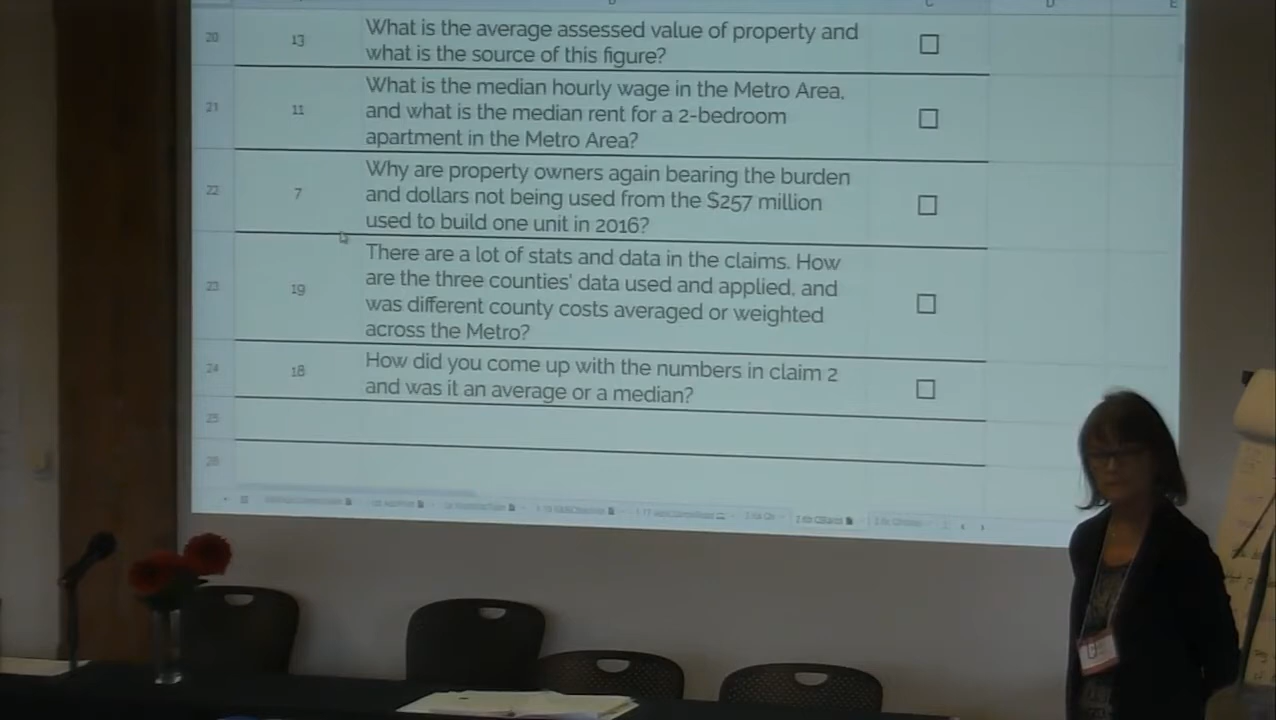 C D E
20 13 What is the average assessed value of property and
what is the source of this figure?
21 11 What is the median hourly wage in the Metro Area,
and what is the median rent for a 2-bedroom
apartment in the Metro Area?
22 7 Why are property owners again bearing the burden
and dollars not being used from the $257 million
used to build one unit in 2016?
23 19 There are a lot of stats and data in the claims. How
are the three counties' data used and applied, and
was different county costs averaged or weighted
across the Metro?
24 18 How did you come up with the numbers in claim 2
and was it an average or a median?
25
26